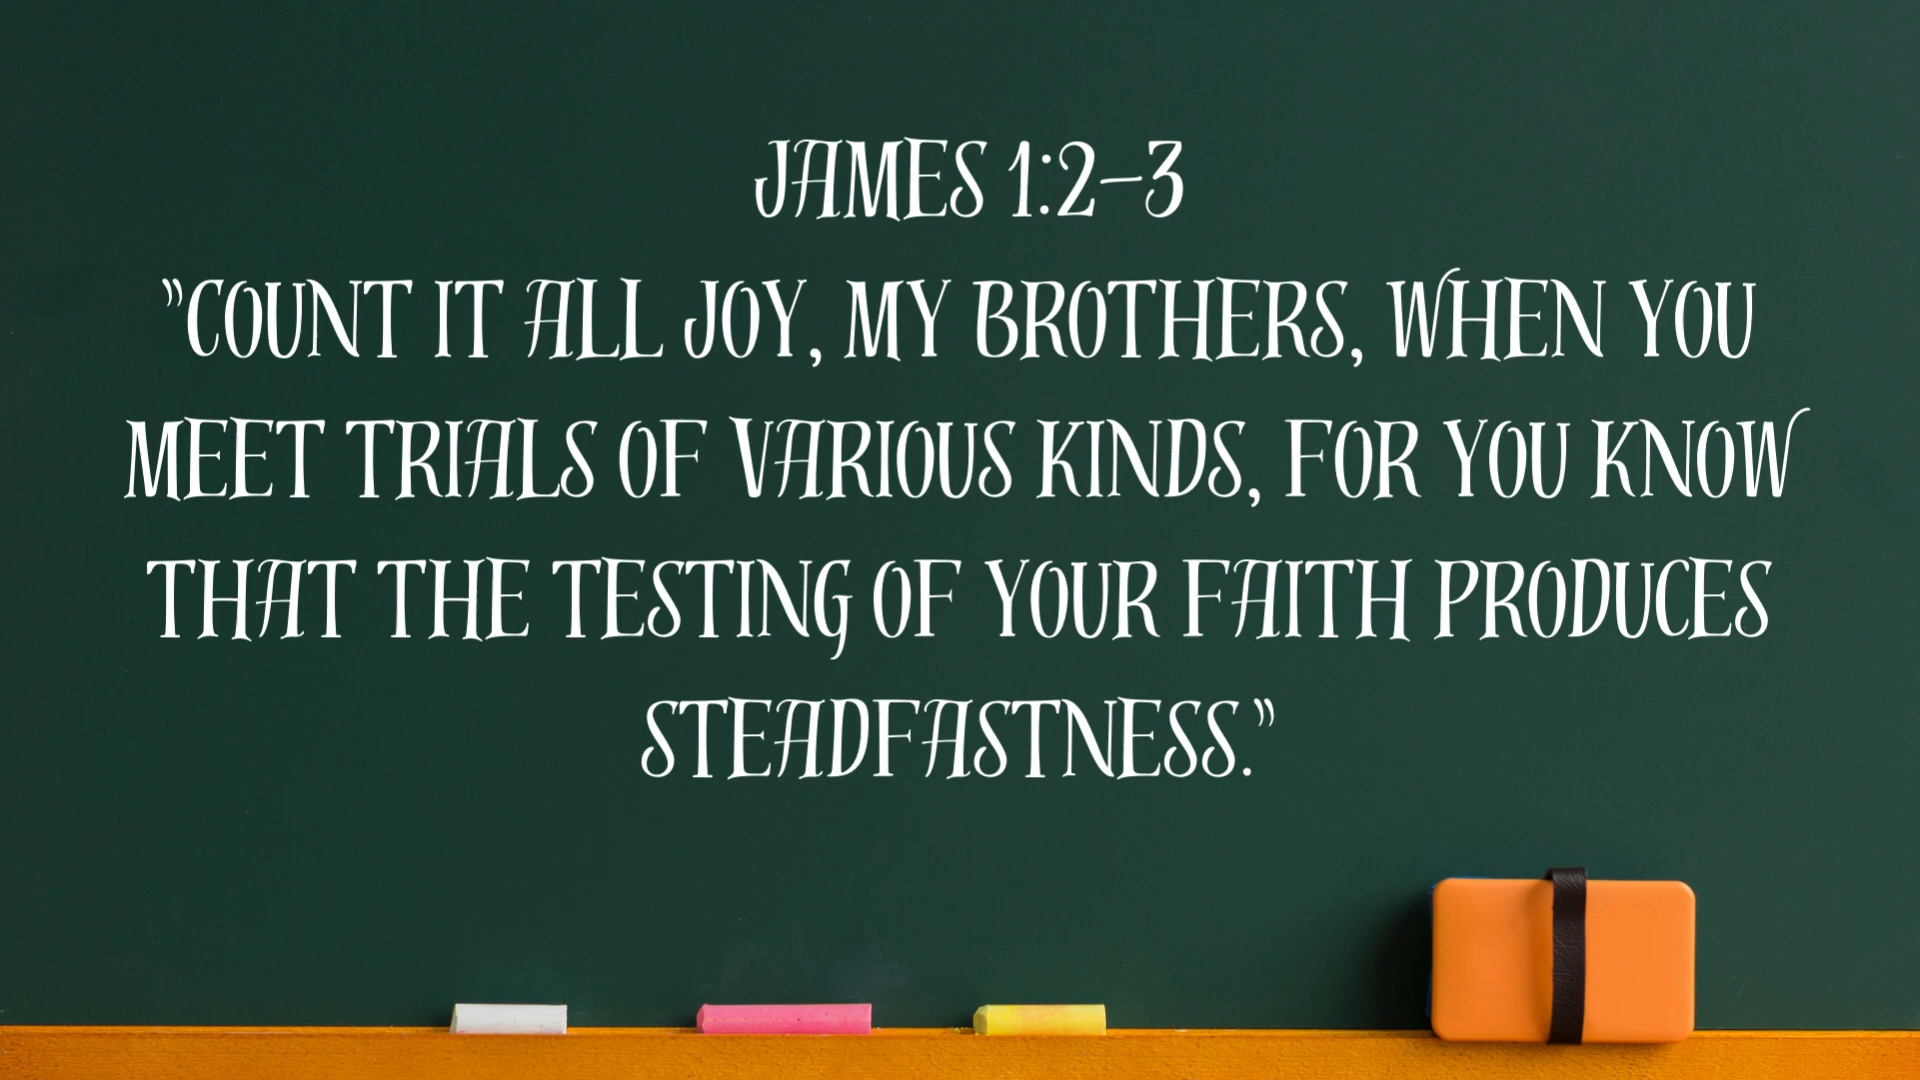 JAMES 1:2–3
”COUNT IT ALL JOY, MY BROTHERS, WHEN YOU
MEET TRIALS OF VARIOUS KINDS, FOR YOU KNOW
THAT THE TESTING OF YOUR FAITH PRODUCES
STEADFASTNESS.”